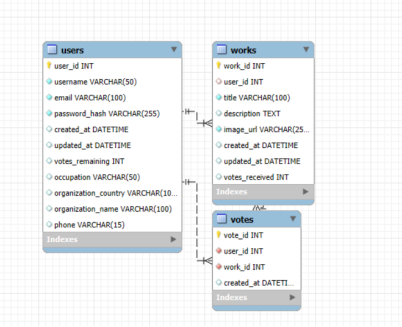 users
user_id INT
username VARCHAR(50)
email VARCHAR(100)
password_hash VARCHAR(255)
created_at DATETIME
updated_at DATETIME
votes_remaining INT
occupation VARCHAR(50)
organization_country VARCHAR(10...
organization_name VARCHAR(100)
phone VARCHAR(15)
Indexes
works
work_id INT
user_id INT
title VARCHAR(100)
description TEXT
image_url VARCHAR(25...
created_at DATETIME
updated_at DATETIME
votes_received INT
Indexes
votes
vote_id INT
user_id INT
work_id INT
created_at DATETI...
Indexes